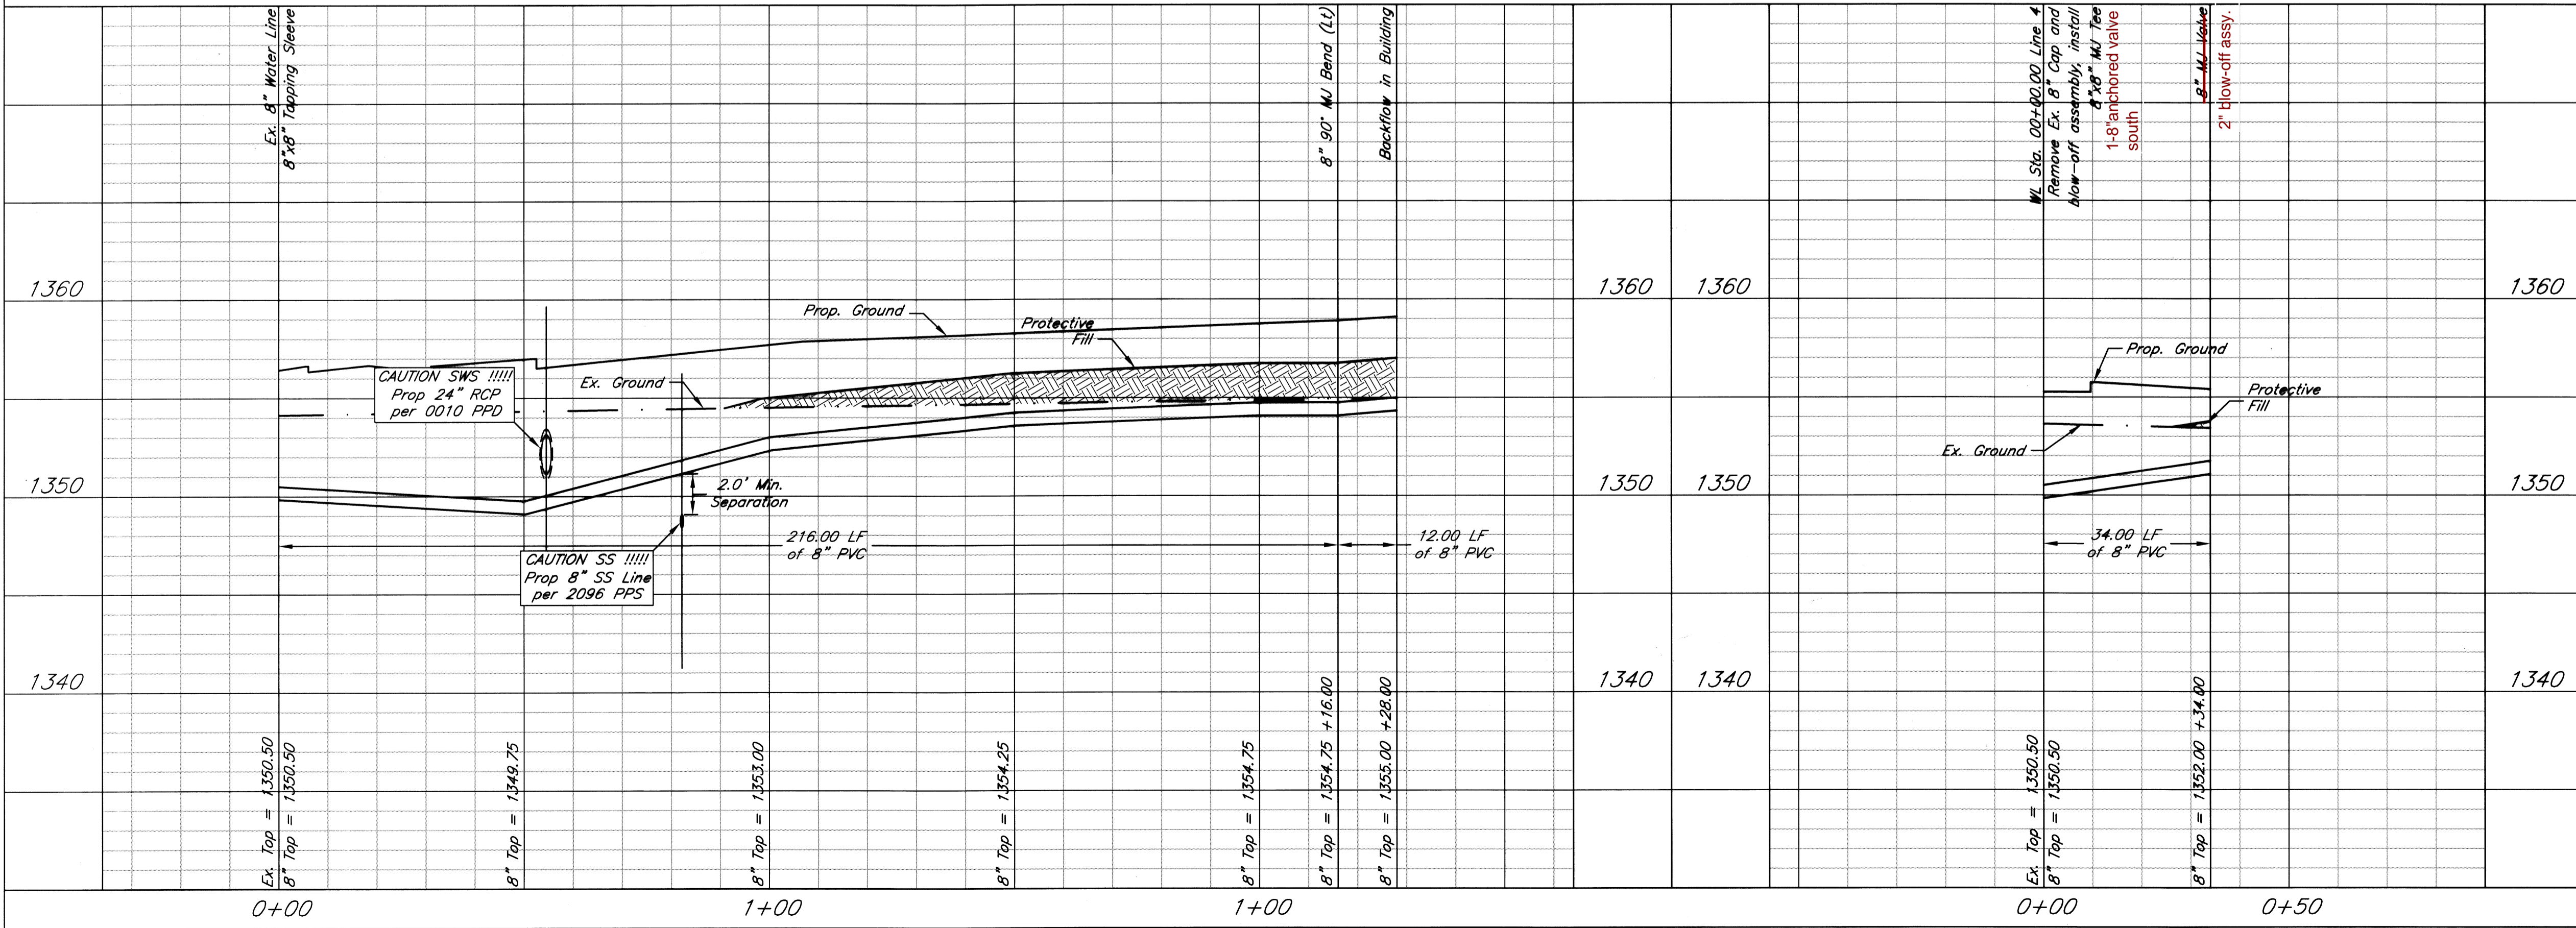 Ex. 8" Water Line
8"x8" Tapping Sleeve
8" 90° MJ Bend (Lt)
Backflow in Building
WL Sta. 00+00.00 Line 4
Remove Ex. 8" Cap and
blow-off assembly, install
8"x8" MJ Tee
1-8"anchored valve
south
8" MJ Valve
2" blow-off assy.
1360
1360
1360
1360
Prop. Ground
Protective
Fill
CAUTION SWS !!!!!
Prop 24" RCP
per 0010 PPD
Ex. Ground
Prop. Ground
Protective
Fill
Ex. Ground
1350
1350
1350
1350
2.0' Min.
Separation
216.00 LF
of 8" PVC
12.00 LF
of 8" PVC
34.00 LF
of 8" PVC
CAUTION SS !!!!!
Prop 8" SS Line
per 2096 PPS
1340
1340
1340
1340
Ex. Top = 1350.50
8" Top = 1350.50
8" Top = 1349.75
8" Top = 1353.00
8" Top = 1354.25
8" Top = 1354.75
8" Top = 1354.75 +16.00
8" Top = 1355.00 +28.00
Ex. Top = 1350.50
8" Top = 1350.50
8" Top = 1352.00 +34.00
0+00
1+00
1+00
0+00
0+50